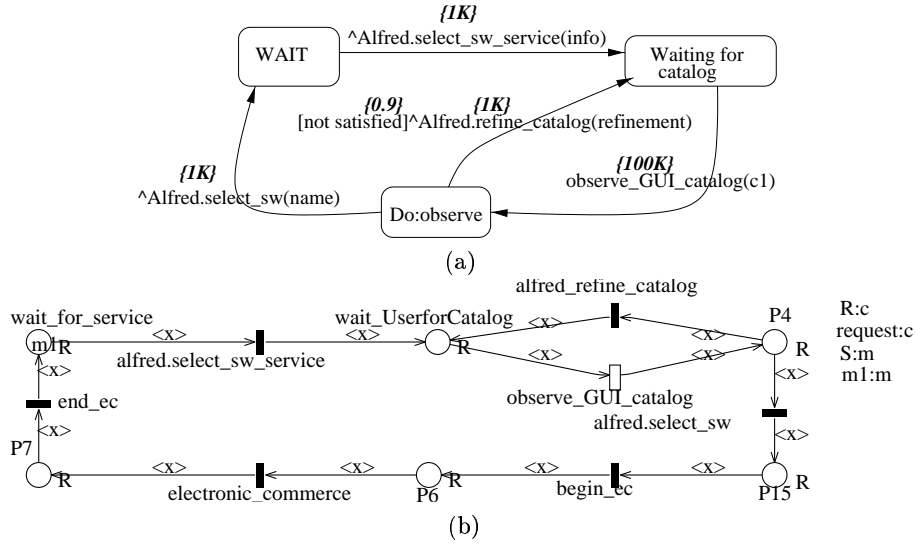 {1K}
^Alfred.select_sw_service(info)
WAIT
Waiting for
catalog
{0.9}
{1K}
[not satisfied]^Alfred.refine_catalog(refinement)
{1K}
^Alfred.select_sw(name)
{100K}
observe_GUI_catalog(c1)
Do:observe
(a)
alfred_refine_catalog
wait_for_service
wait_UserforCatalog
P4
<x>
<x>
<x>
<x>
m1
R
R
R
alfred.select_sw_service
<x>
<x>
observe_GUI_catalog
<x>
<x>
end_ec
alfred.select_sw
<x>
<x>
P7
<x>
<x>
<x>
<x>
R
R
R
electronic_commerce
P6
begin_ec
P15
R:c
request:c
S:m
m1:m
(b)